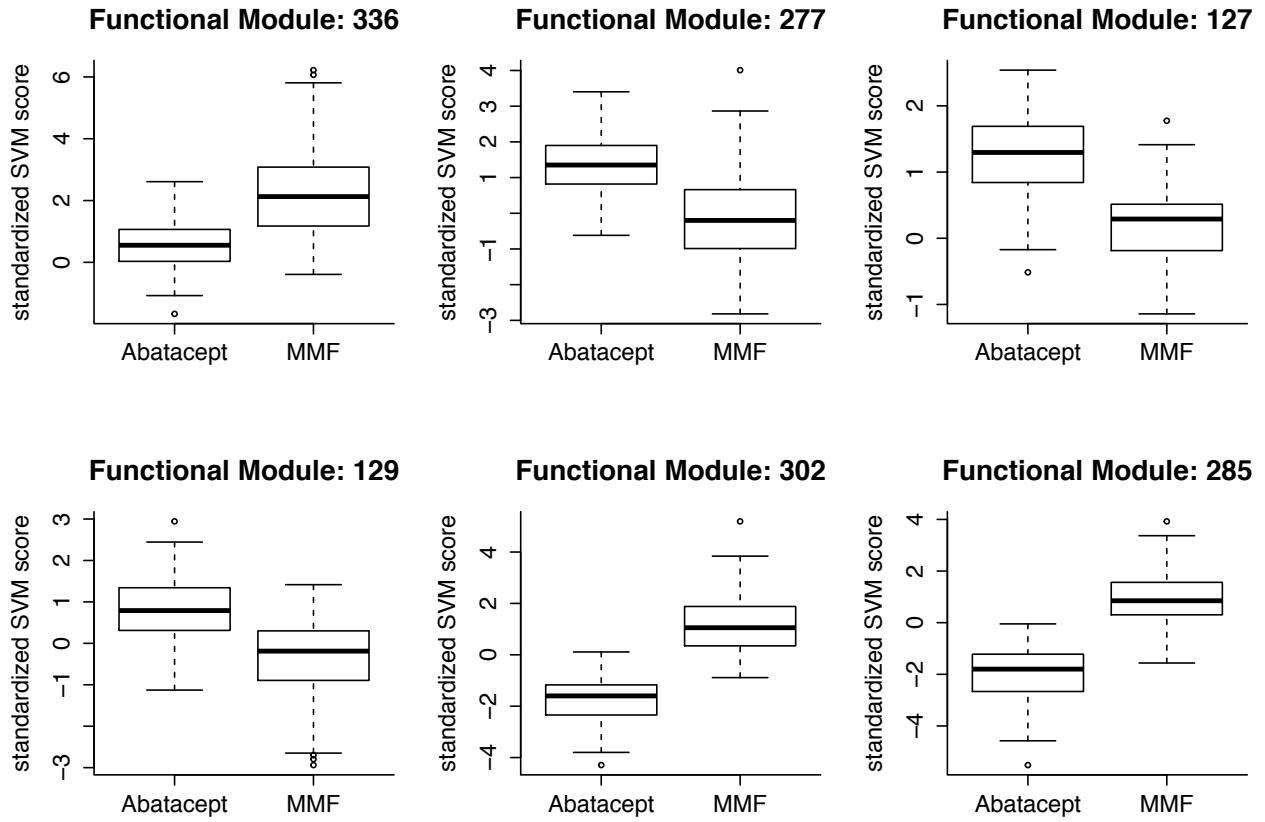 Functional Module: 336
standardized SVM score
6
4
2
0
Abatacept MMF
Functional Module: 277
standardized SVM score
4
3
2
1
−1
−3
Abatacept MMF
Functional Module: 127
standardized SVM score
2
1
0
−1
Abatacept MMF
Functional Module: 129
standardized SVM score
3
2
1
0
−1
−3
Abatacept MMF
Functional Module: 302
standardized SVM score
4
2
0
−2
−4
Abatacept MMF
Functional Module: 285
standardized SVM score
4
2
0
−2
−4
Abatacept MMF